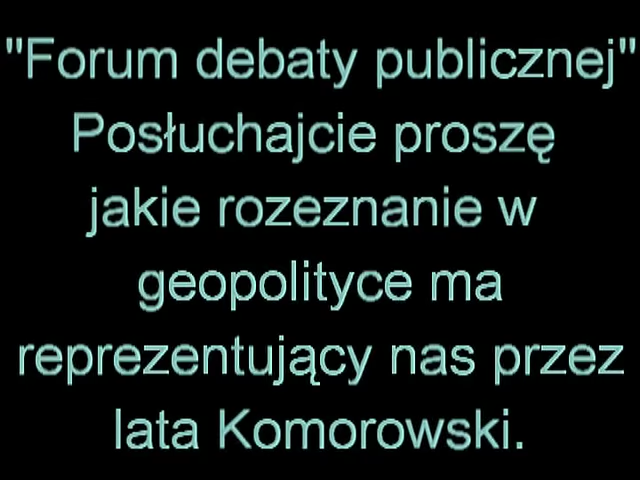 "Forum debaty publicznej"
Posłuchajcie proszę
jakie rozeznanie w
geopolityce ma
reprezentujący nas przez
lata Komorowski.